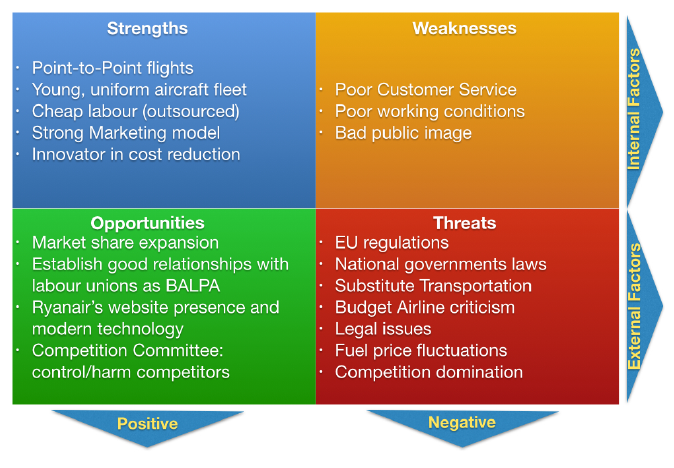 Strengths
· Point-to-Point flights
· Young, uniform aircraft fleet
· Cheap labour (outsourced)
· Strong Marketing model
· Innovator in cost reduction
Weaknesses
· Poor Customer Service
· Poor working conditions
· Bad public image
Internal Factors
Opportunities
· Market share expansion
· Establish good relationships with
labour unions as BALPA
· Ryanair's website presence and
modern technology
· Competition Committee:
control/harm competitors
Threats
· EU regulations
· National governments laws
· Substitute Transportation
· Budget Airline criticism
· Legal issues
· Fuel price fluctuations
· Competition domination
External Factors
Positive
Negative